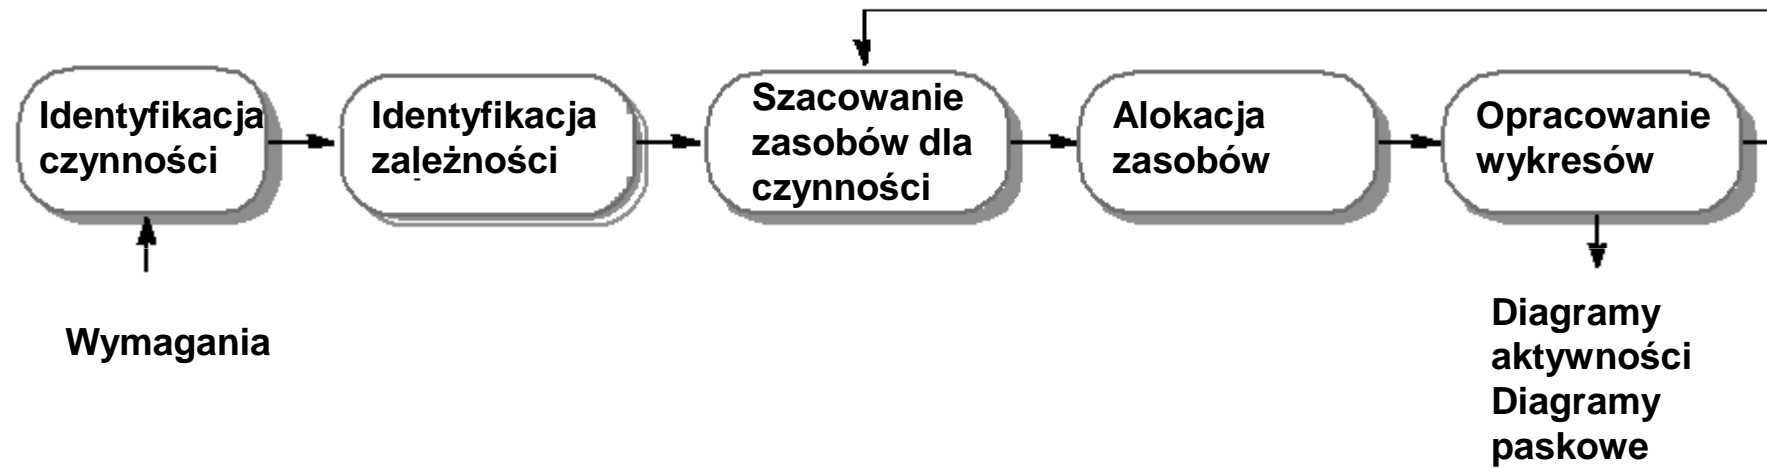 Identyfikacja
czynności
Identyfikacja
zależności
Szacowanie
zasobów dla
czynności
Alokacja
zasobów
Opracowanie
wykresów
Wymagania
Diagramy
aktywności
Diagramy
paskowe